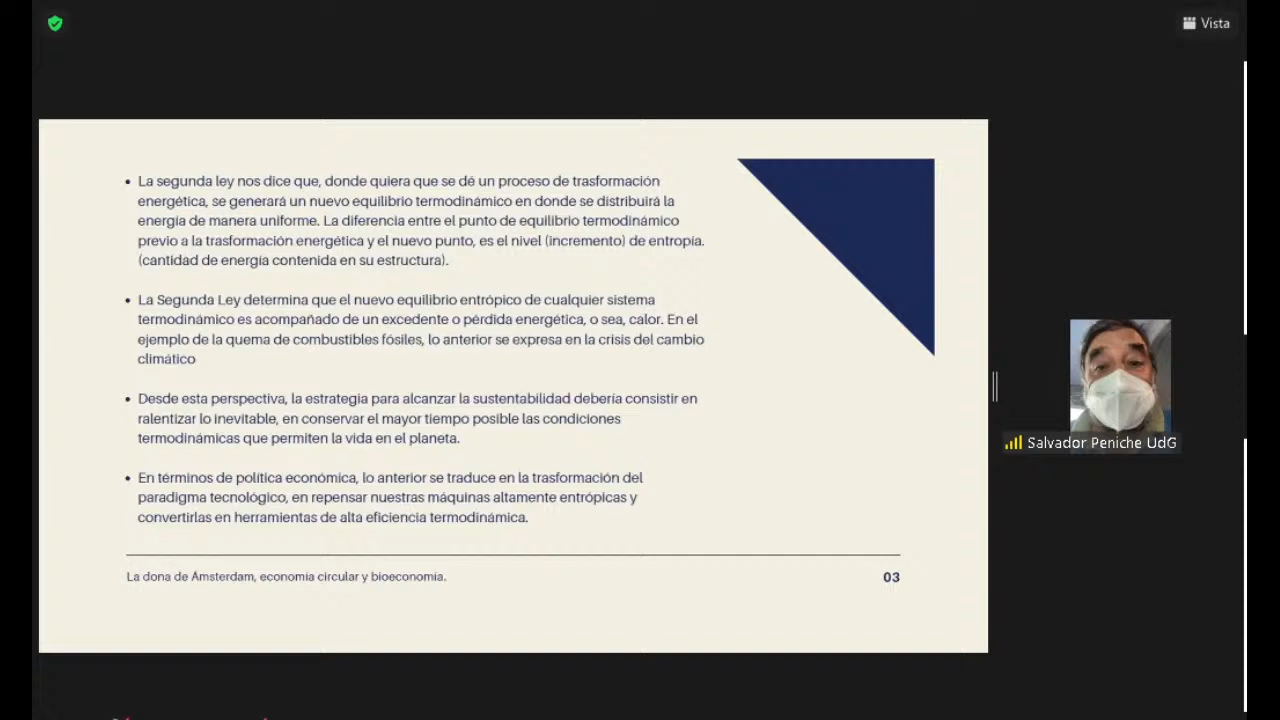 Vista
• La segunda ley nos dice que, donde quiera que se dé un proceso de trasformación
energética, se generará un nuevo equilibrio termodinámico en donde se distribuirá la
energía de manera uniforme. La diferencia entre el punto de equilibrio termodinámico
previo a la trasformación energética y el nuevo punto, es el nivel (incremento) de entropía.
(cantidad de energía contenida en su estructura).
• La Segunda Ley determina que el nuevo equilibrio entrópico de cualquier sistema
termodinámico es acompañado de un excedente o pérdida energética, o sea, calor. En el
ejemplo de la quema de combustibles fósiles, lo anterior se expresa en la crisis del cambio
climático
• Desde esta perspectiva, la estrategia para alcanzar la sustentabilidad debería consistir en
ralentizar lo inevitable, en conservar el mayor tiempo posible las condiciones
termodinámicas que permiten la vida en el planeta.
• En términos de política económica, lo anterior se traduce en la trasformación del
paradigma tecnológico, en repensar nuestras máquinas altamente entrópicas y
convertirlas en herramientas de alta eficiencia termodinámica.
La dona de Ámsterdam, economía circular y bioeconomía.
03
Salvador Peniche UdG